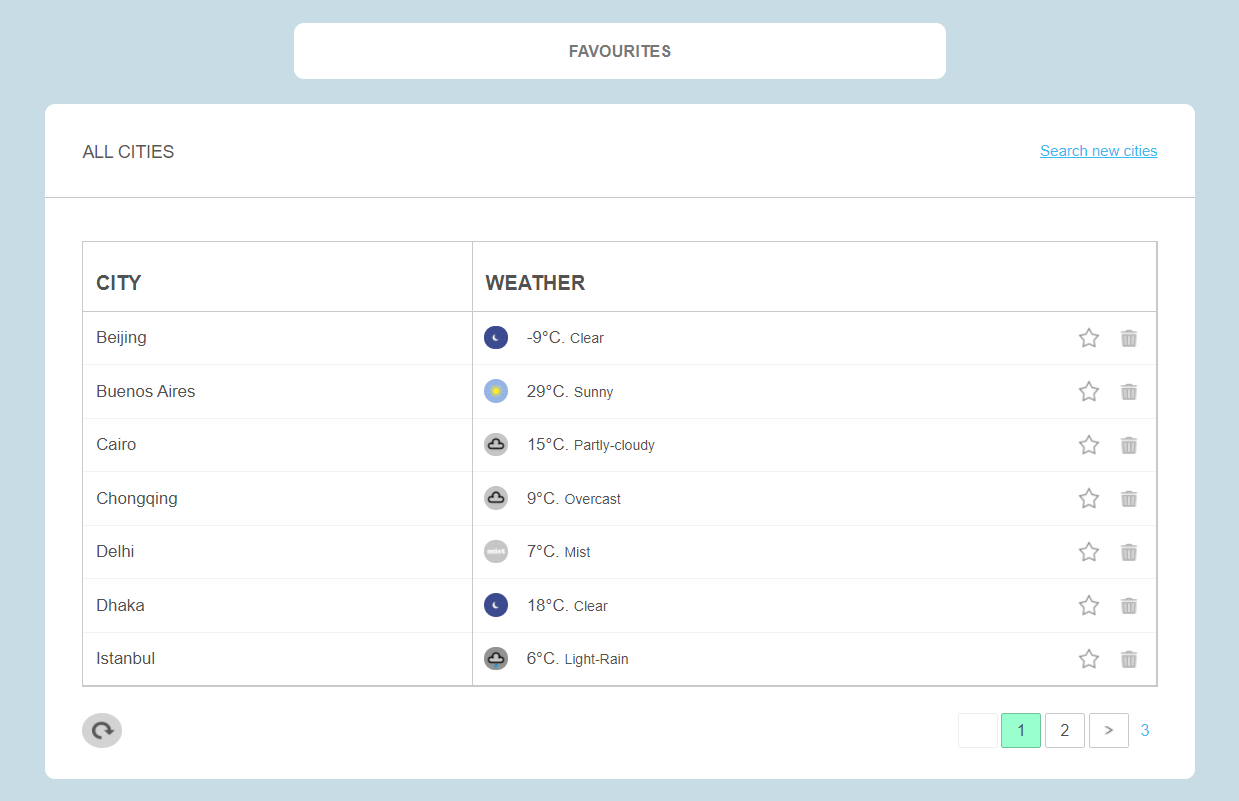 FAVOURITES
ALL CITIES
Search new cities
CITY WEATHER
Beijing -9°C. Clear
Buenos Aires 29°C. Sunny
Cairo 15°C. Partly-cloudy
Chongqing 9°C. Overcast
Delhi mist 7°C. Mist
Dhaka 18°C. Clear
Istanbul 6°C. Light-Rain
1 2 > 3